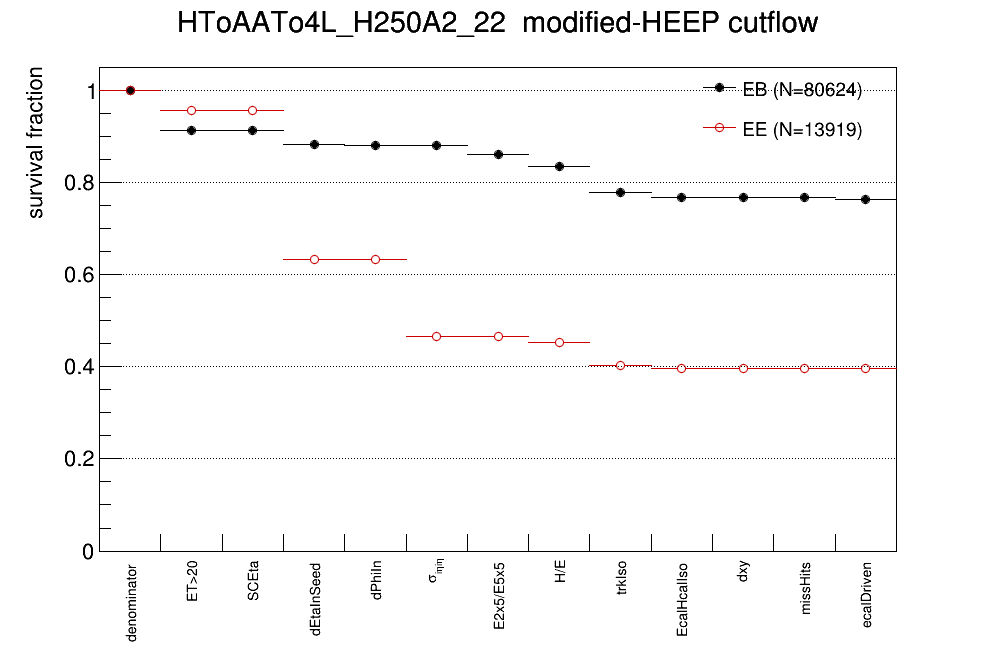 HToAATo4L_H250A2_22 modified-HEEP cutflow
survival fraction
1
0.8
0.6
0.4
0.2
0
EB (N=80624)
EE (N=13919)
denominator
ET>20
SCEta
dEtaInSeed
dPhiIn
σiηiη
E2x5/E5x5
H/E
trkIso
EcalHcalIso
dxy
missHits
ecalDriven